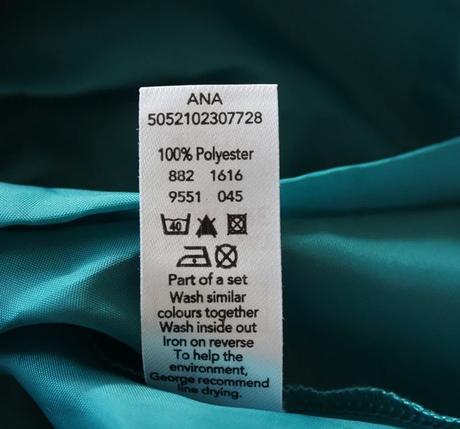 ANA
5052102307728
100% Polyester
882 1616
9551 045
40
Part of a set
Wash similar
colours together
Wash inside out
Iron on reverse
To help the
environment,
George recommend
line drying.